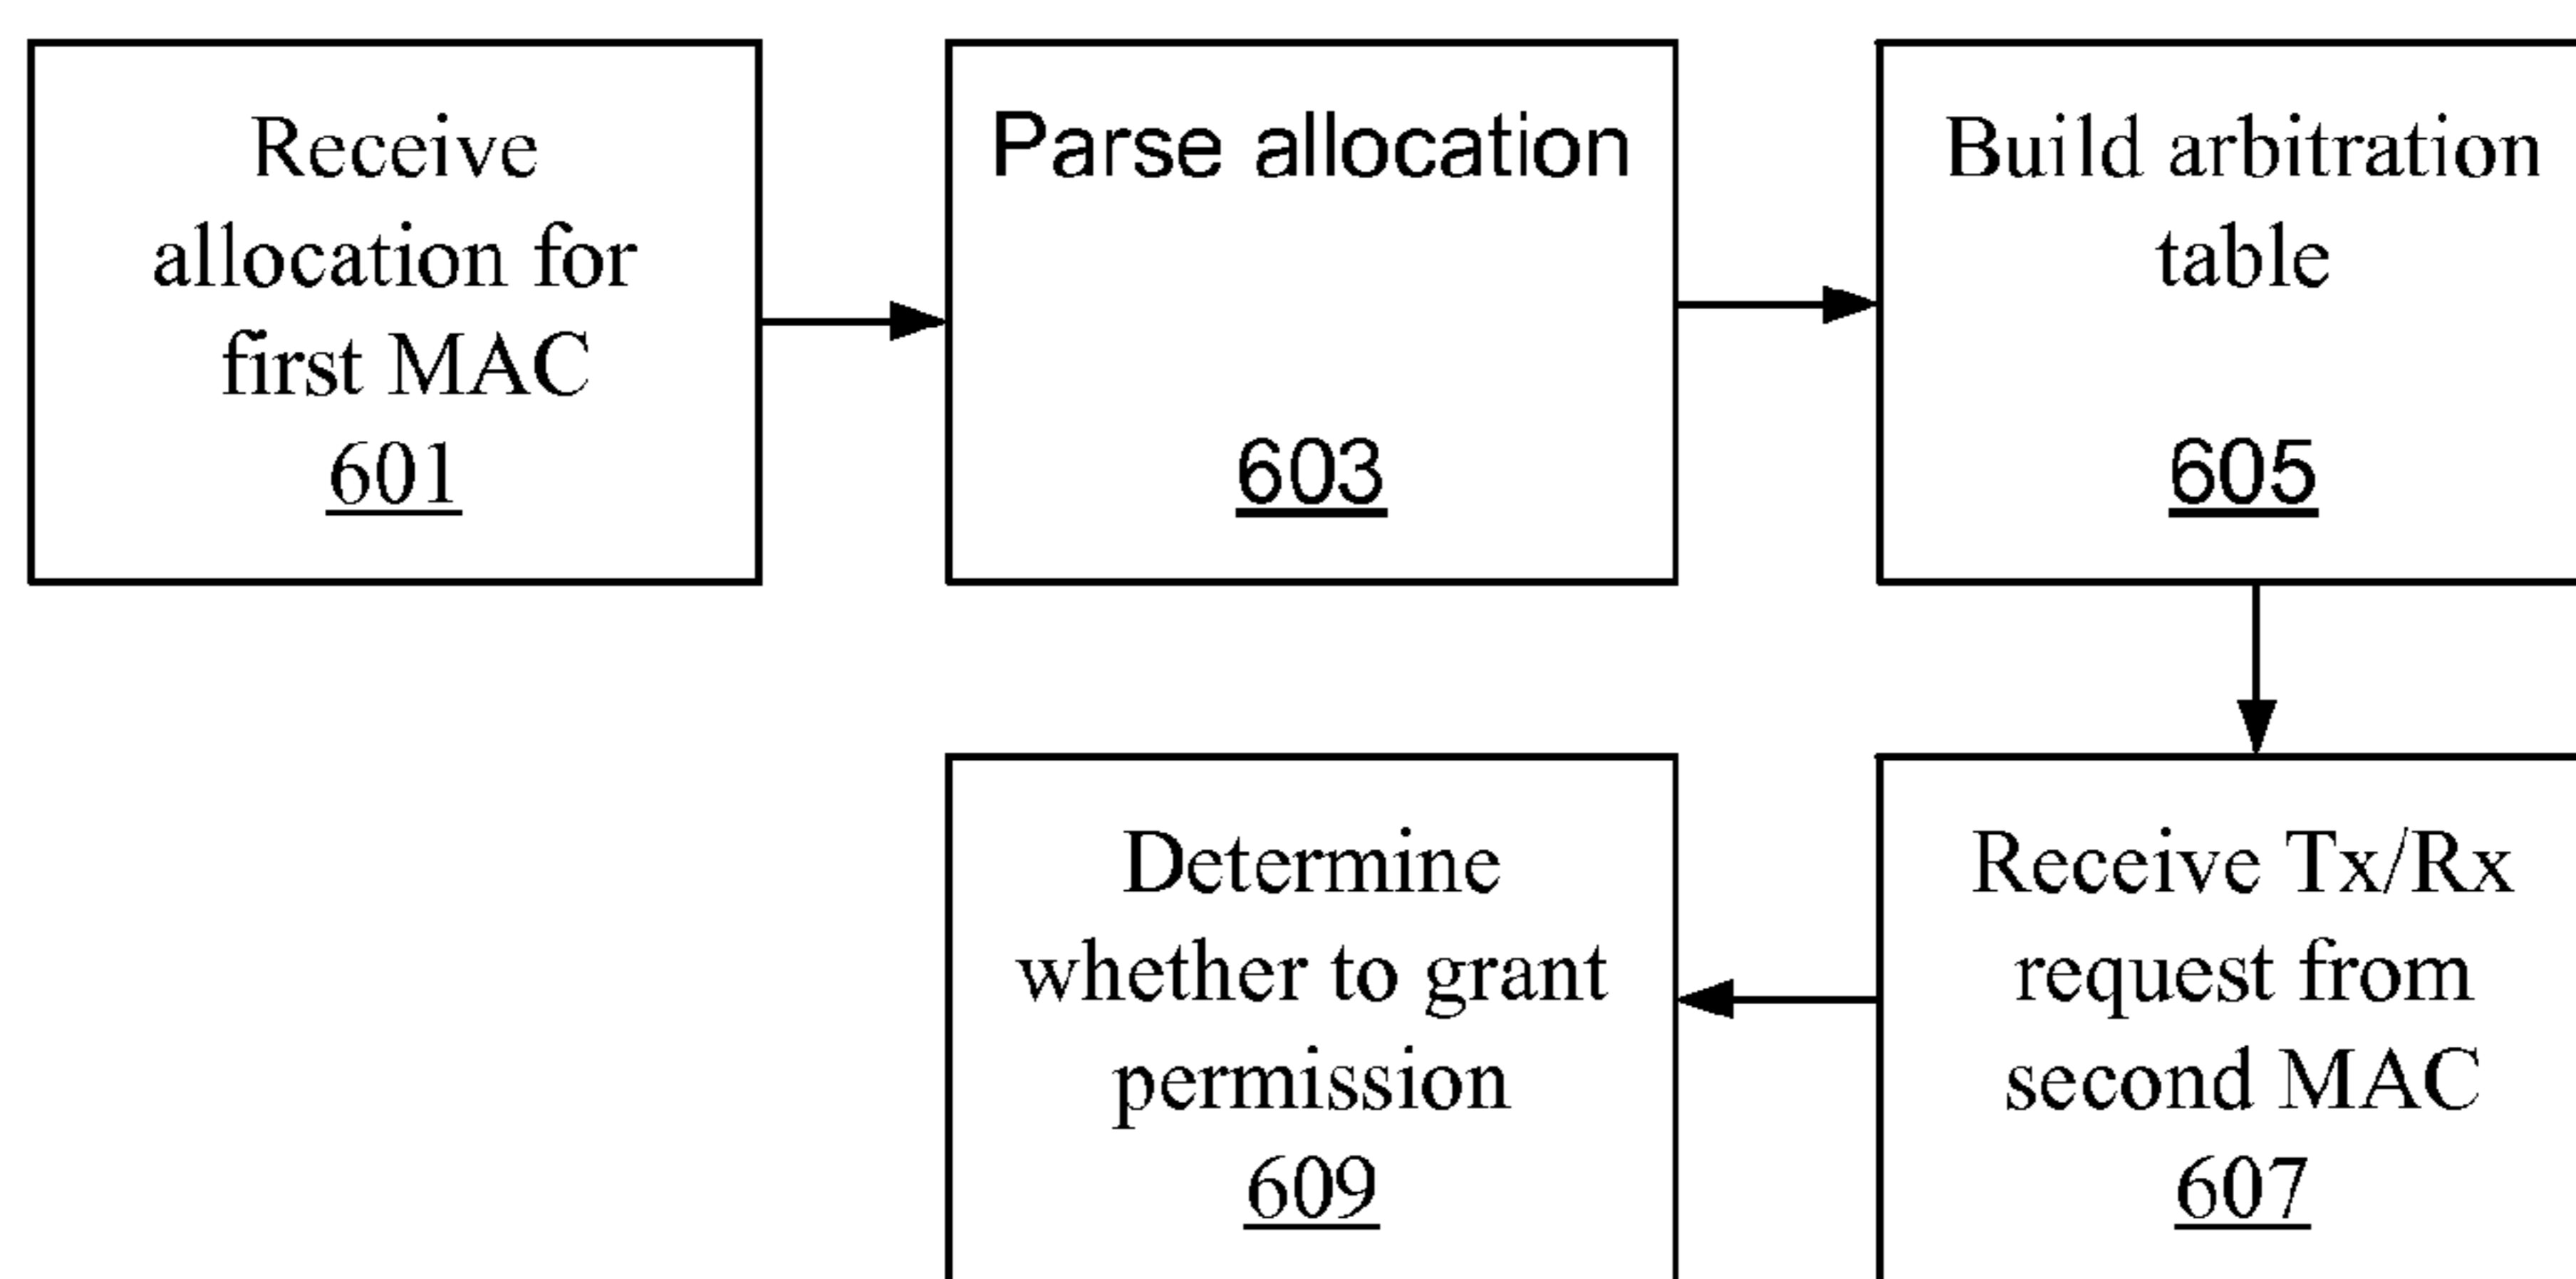 Receive
allocation for
first MAC
601
Parse allocation
603
Build arbitration
table
605
Receive Tx/Rx
request from
second MAC
607
Determine
whether to grant
permission
609